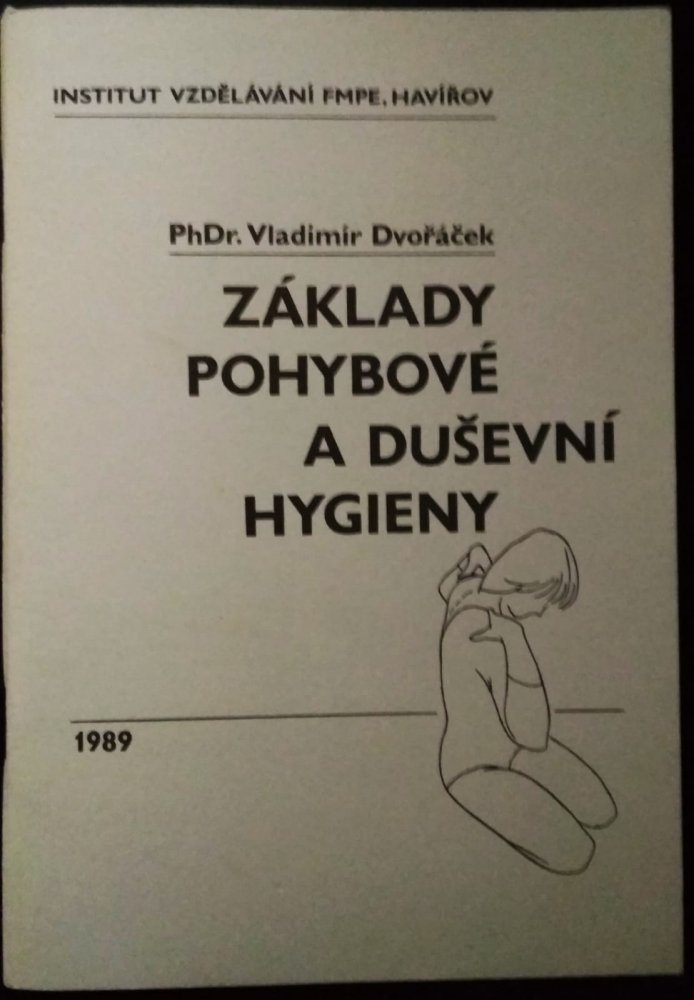 INSTITUT VZDĚLÁVÁNÍ FMPE, HAVÍŘOV
PhDr. Vladimír Dvořáček
ZÁKLADY
POHYBOVÉ
A DUŠEVNÍ
HYGIENY
1989